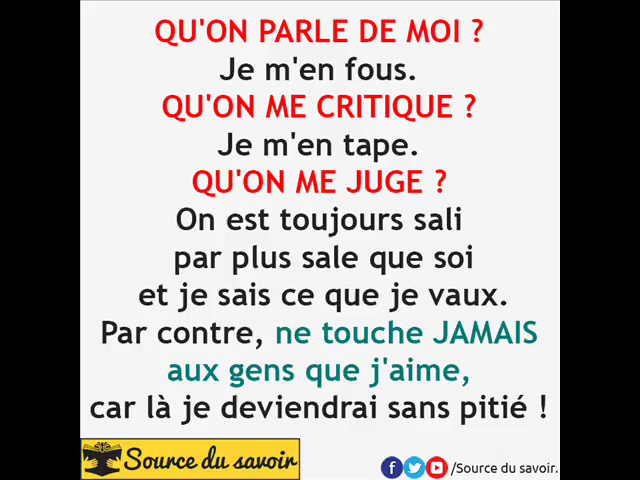 QU'ON PARLE DE MOI ?
Je m'en fous.
QU'ON ME CRITIQUE ?
Je m'en tape.
QU'ON ME JUGE ?
On est toujours sali
par plus sale que soi
et je sais ce que je vaux.
Par contre, ne touche JAMAIS
aux gens que j'aime,
car là je deviendrai sans pitié !
Source du savoir
/Source du savoir.